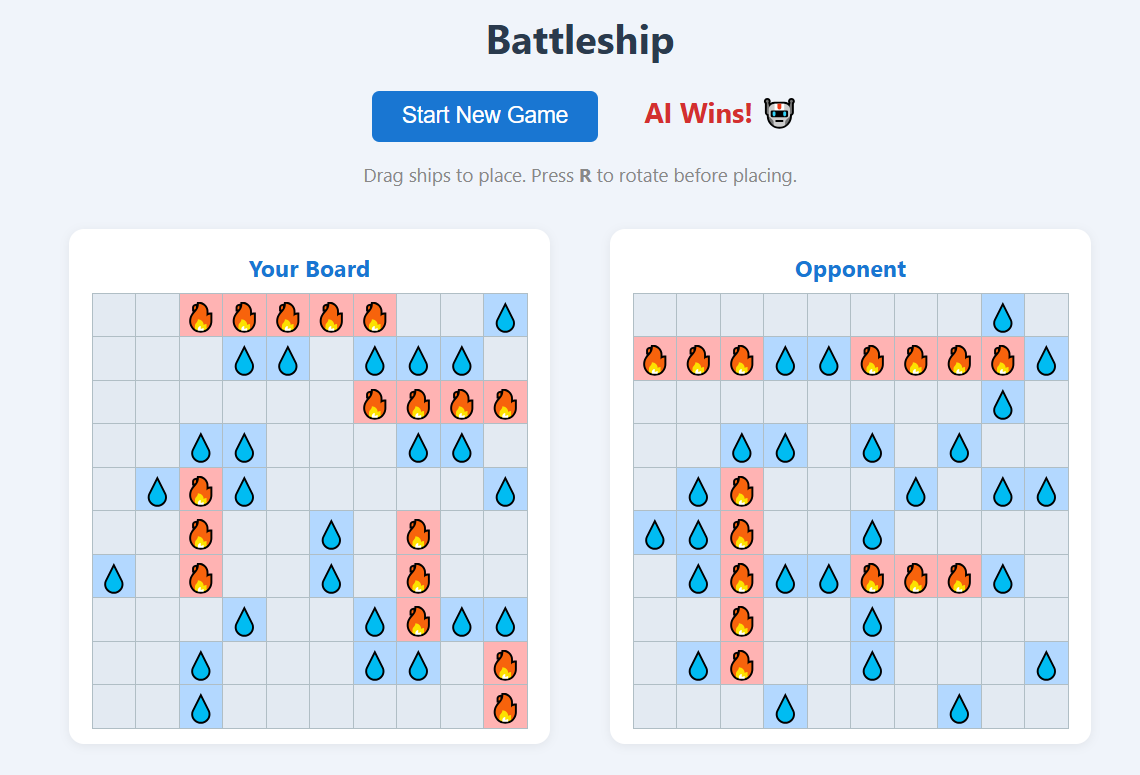 Battleship
Start New Game
AI Wins!
Drag ships to place. Press R to rotate before placing.
Your Board
Opponent